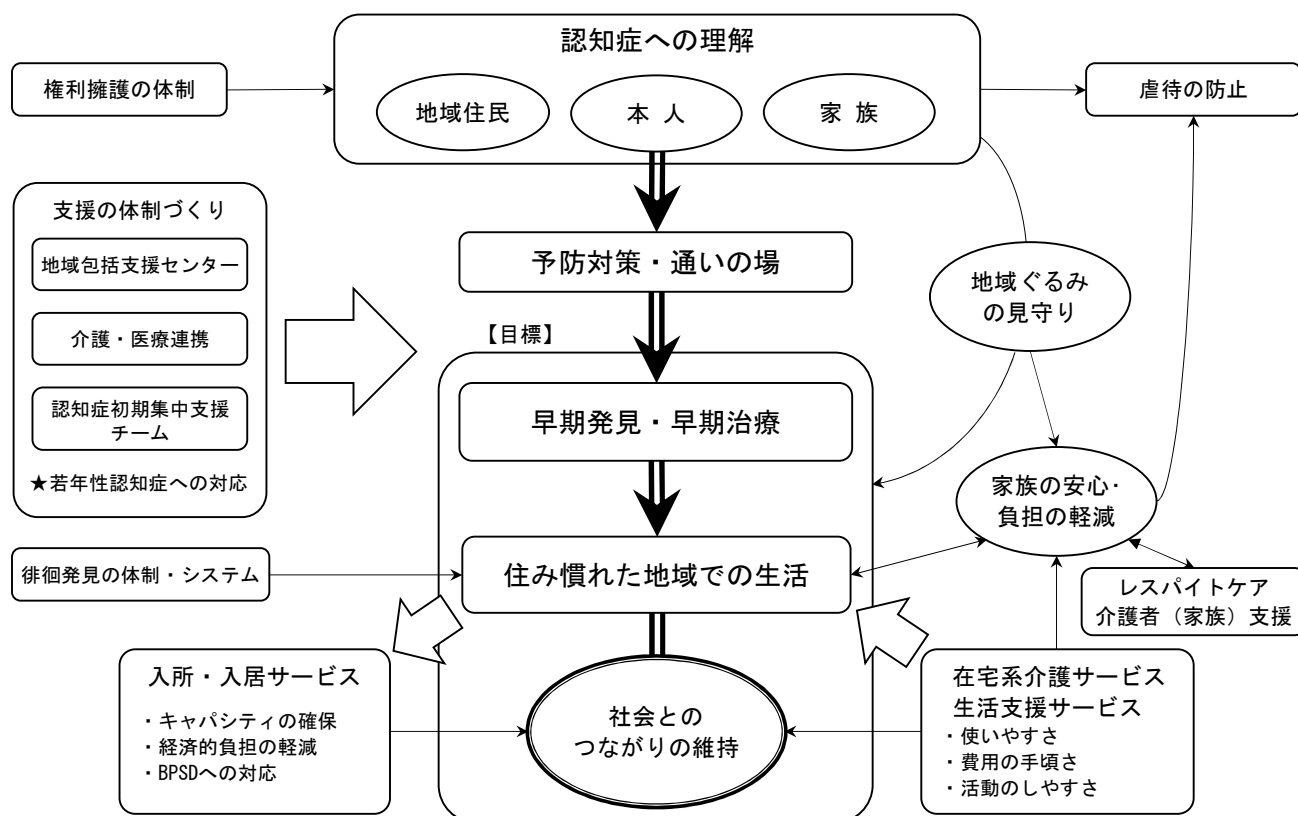 認知症への理解
権利擁護の体制
地域住民
本 人
家 族
虐待の防止
支援の体制づくり
地域包括支援センター
介護・医療連携
認知症初期集中支援
チーム
★若年性認知症への対応
予防対策・通いの場
地域ぐるみ
の見守り
【目標】
早期発見・早期治療
家族の安心・
負担の軽減
徘徊発見の体制・システム
住み慣れた地域での生活
レスパイトケア
介護者（家族）支援
入所・入居サービス
・キャパシティの確保
・経済的負担の軽減
・BPSDへの対応
社会との
つながりの維持
在宅系介護サービス
生活支援サービス
・使いやすさ
・費用の手頃さ
・活動のしやすさ